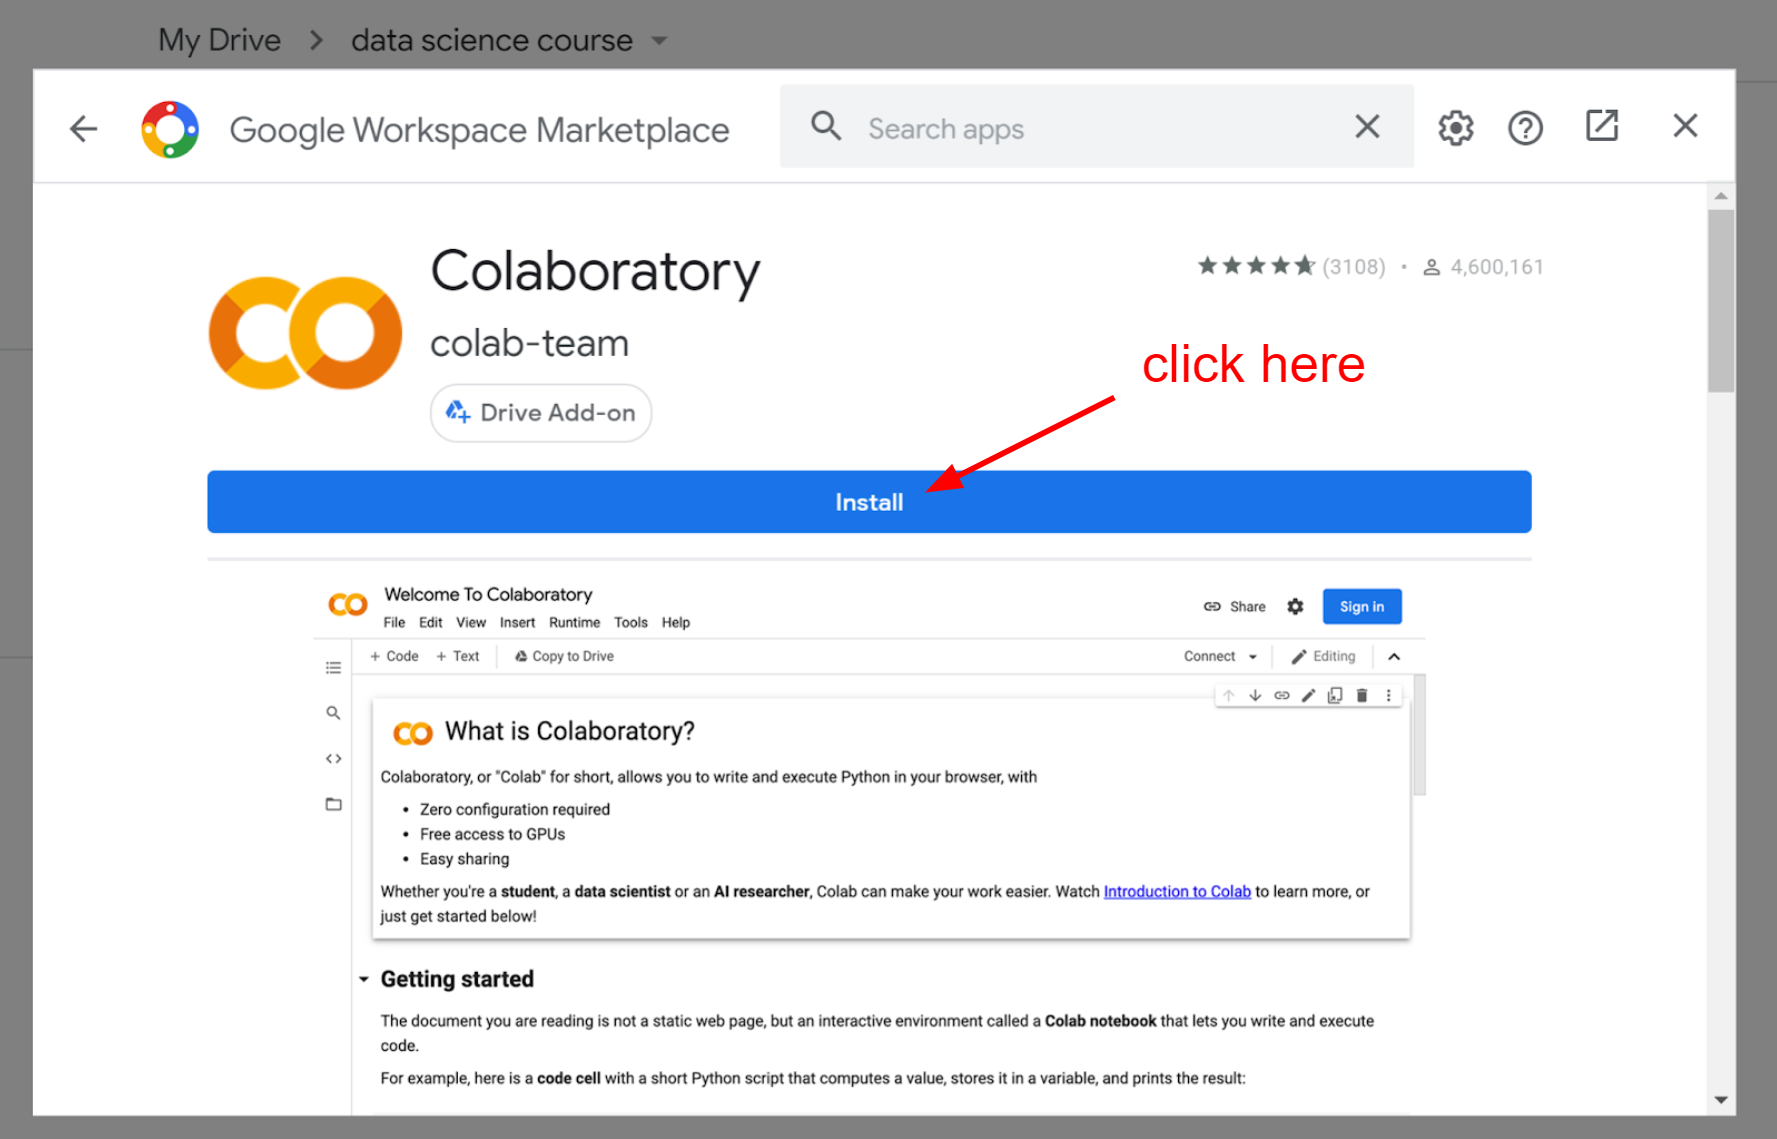 My Drive > data science course
Google Workspace Marketplace
Search apps
Colaboratory
(3108) • 4,600,161
colab-team
click here
Drive Add-on
Install
Welcome To Colaboratory
File Edit View Insert Runtime Tools Help
Share
Sign in
+ Code + Text Copy to Drive
Connect Editing
What is Colaboratory?
Colaboratory, or "Colab" for short, allows you to write and execute Python in your browser, with
• Zero configuration required
• Free access to GPUs
• Easy sharing
Whether you're a student, a data scientist or an AI researcher, Colab can make your work easier. Watch Introduction to Colab to learn more, or
just get started below!
Getting started
The document you are reading is not a static web page, but an interactive environment called a Colab notebook that lets you write and execute
code.
For example, here is a code cell with a short Python script that computes a value, stores it in a variable, and prints the result: